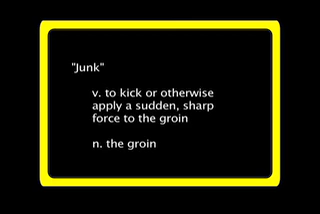 "Junk"
v. to kick or otherwise
apply a sudden, sharp
force to the groin
n. the groin